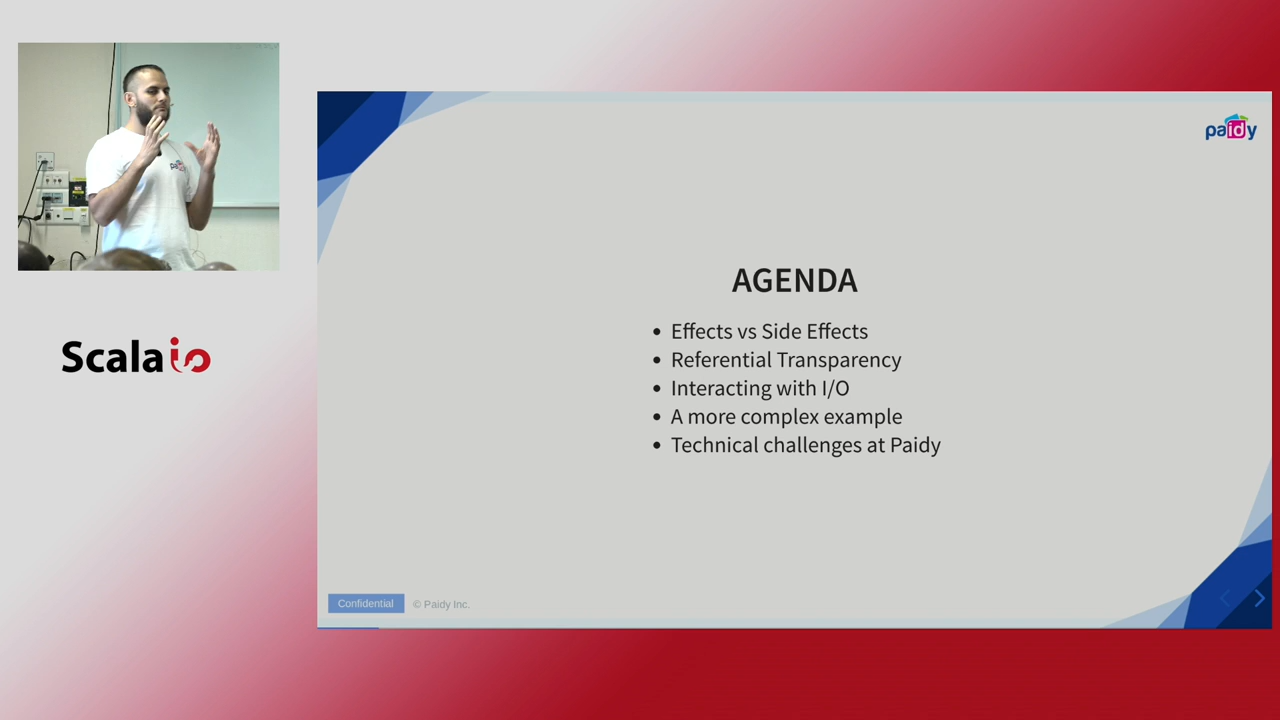 paidy
AGENDA
Effects vs Side Effects
Referential Transparency
Interacting with I/O
A more complex example
Technical challenges at Paidy
Scala io
Confidential
© Paidy Inc.